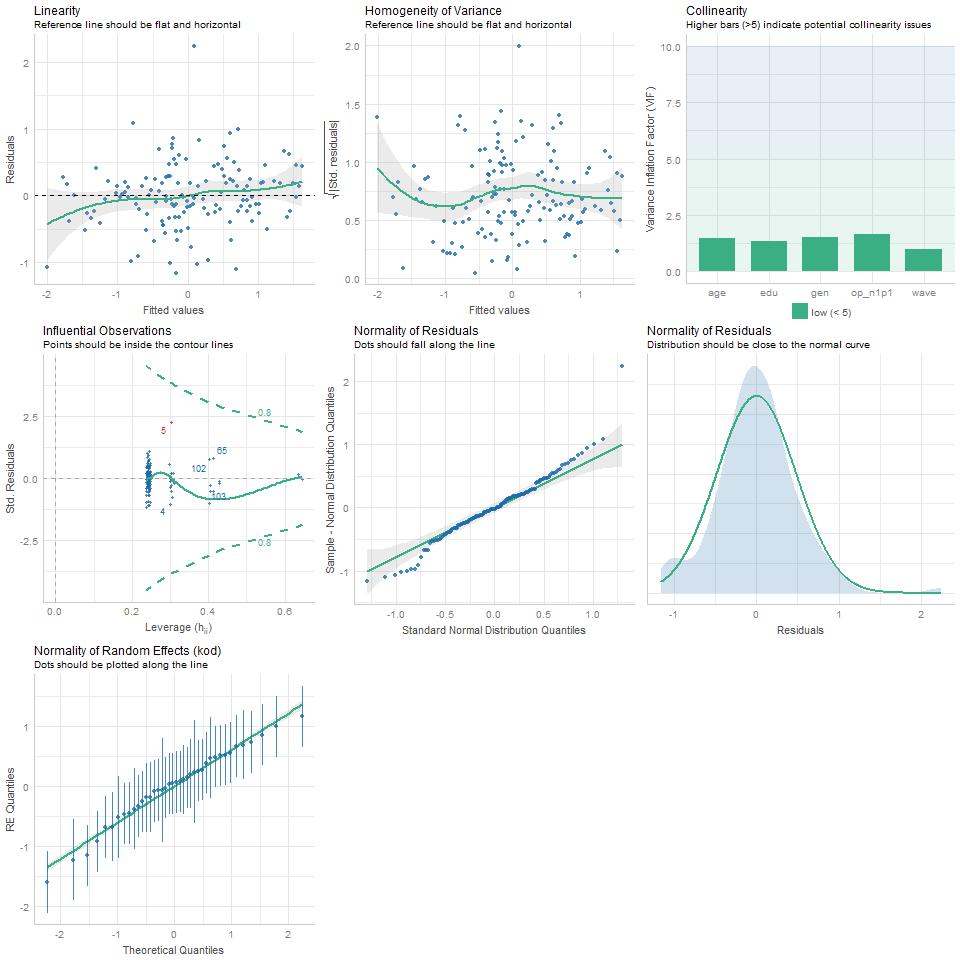 Linearity
Reference line should be flat and horizontal
2
1
0
-1
Residuals
-2
-1
0
1
Fitted values
Homogeneity of Variance
Reference line should be flat and horizontal
2.0
1.5
1.0
0.5
0.0
√|Std. residuals|
-2
-1
0
1
Fitted values
Collinearity
Higher bars (>5) indicate potential collinearity issues
10.0
7.5
5.0
2.5
0.0
Variance Inflation Factor (VIF)
age
edu
gen
op_n1p1
wave
low (< 5)
Influential Observations
Points should be inside the contour lines
2.5
0.0
-2.5
Std. Residuals
0.8
5
65
102
103
4
0.8
0.0
0.2
0.4
0.6
Leverage (hii)
Normality of Residuals
Dots should fall along the line
2
1
0
-1
Sample - Normal Distribution Quantiles
-1.0
-0.5
0.0
0.5
1.0
Standard Normal Distribution Quantiles
Normality of Residuals
Distribution should be close to the normal curve
-1
0
1
2
Residuals
Normality of Random Effects (kod)
Dots should be plotted along the line
1
0
-1
-2
RE Quantiles
-2
-1
0
1
2
Theoretical Quantiles